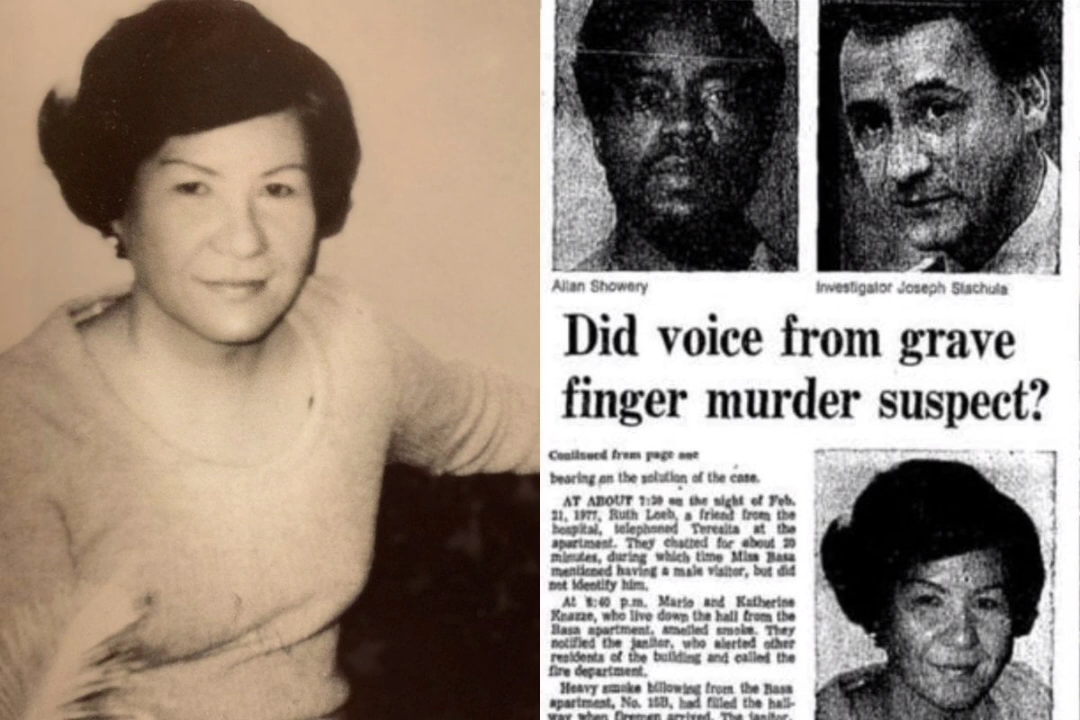 Allan Showery
Investigator Joseph Stachula
Did voice from grave
finger murder suspect?
Continued from page one
bearing on the solution of the case.
AT ABOUT 7:30 on the night of Feb.
21, 1977, Ruth Loeb, a friend from the
hospital, telephoned Teresita at the
apartment. They chatted for about 20
minutes, during which time Miss Basa
mentioned having a male visitor, but did
not identify him.
At 8:40 p.m. Mario and Katherine
Knazze, who live down the hall from the
Basa apartment, smelled smoke. They
notified the janitor, who alerted other
residents of the building and called the
fire department.
Heavy smoke billowing from the Basa
apartment, No. 15B, had filled the hall-
way when firemen arrived. The janitor,